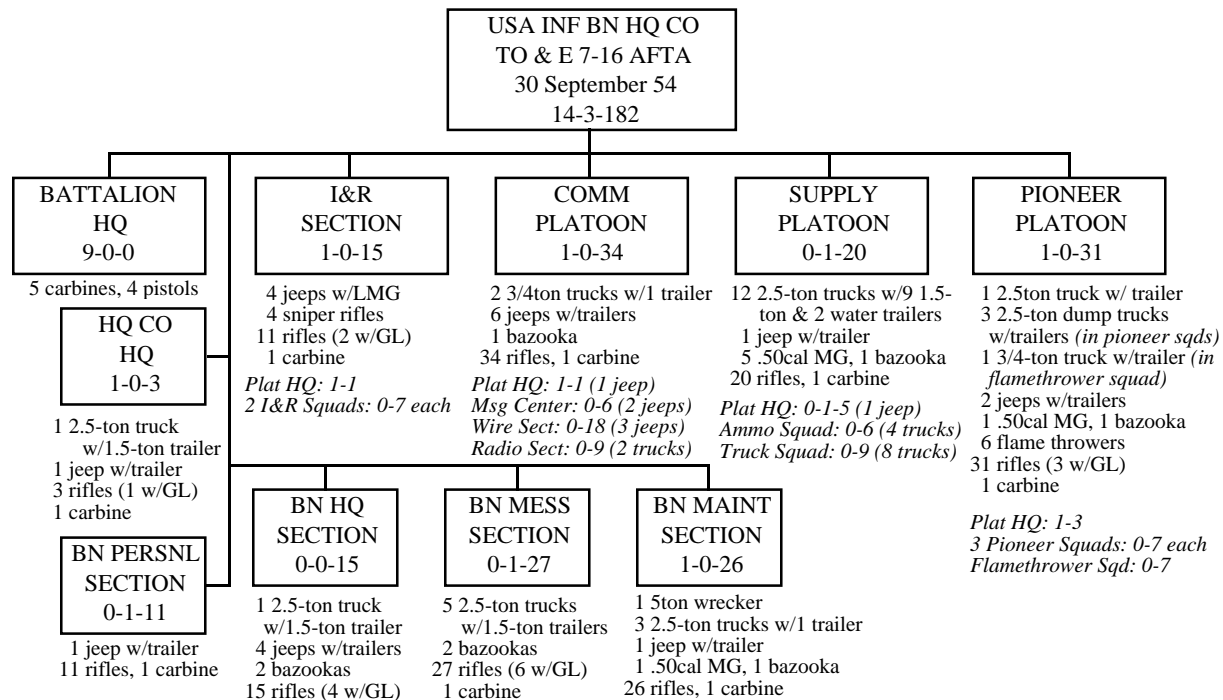 USA INF BN HQ CO
TO & E 7-16 AFTA
30 September 54
14-3-182
BATTALION
HQ
9-0-0
5 carbines, 4 pistols
HQ CO
HQ
1-0-3
1 2.5-ton truck
w/1.5-ton trailer
1 jeep w/trailer
3 rifles (1 w/GL)
1 carbine
BN PERSNL
SECTION
0-1-11
1 jeep w/trailer
11 rifles, 1 carbine
I&R
SECTION
1-0-15
4 jeeps w/LMG
4 sniper rifles
11 rifles (2 w/GL)
1 carbine
Plat HQ: 1-1
2 I&R Squads: 0-7 each
COMM
PLATOON
1-0-34
2 3/4ton trucks w/1 trailer
6 jeeps w/trailers
1 bazooka
34 rifles, 1 carbine
Plat HQ: 1-1 (1 jeep)
Msg Center: 0-6 (2 jeeps)
Wire Sect: 0-18 (3 jeeps)
Radio Sect: 0-9 (2 trucks)
SUPPLY
PLATOON
0-1-20
12 2.5-ton trucks w/9 1.5-
ton & 2 water trailers
1 jeep w/trailer
5 .50cal MG, 1 bazooka
20 rifles, 1 carbine
Plat HQ: 0-1-5 (1 jeep)
Ammo Squad: 0-6 (4 trucks)
Truck Squad: 0-9 (8 trucks)
PIONEER
PLATOON
1-0-31
1 2.5ton truck w/ trailer
3 2.5-ton dump trucks
w/trailers (in pioneer sqds)
1 3/4-ton truck w/trailer (in
flamethrower squad)
2 jeeps w/trailers
1 .50cal MG, 1 bazooka
6 flame throwers
31 rifles (3 w/GL)
1 carbine
Plat HQ: 1-3
3 Pioneer Squads: 0-7 each
Flamethrower Sqd: 0-7
BN HQ
SECTION
0-0-15
1 2.5-ton truck
w/1.5-ton trailer
4 jeeps w/trailers
2 bazookas
15 rifles (4 w/GL)
BN MESS
SECTION
0-1-27
5 2.5-ton trucks
w/1.5-ton trailers
2 bazookas
27 rifles (6 w/GL)
1 carbine
BN MAINT
SECTION
1-0-26
1 5ton wrecker
3 2.5-ton trucks w/1 trailer
1 jeep w/trailer
1 .50cal MG, 1 bazooka
26 rifles, 1 carbine